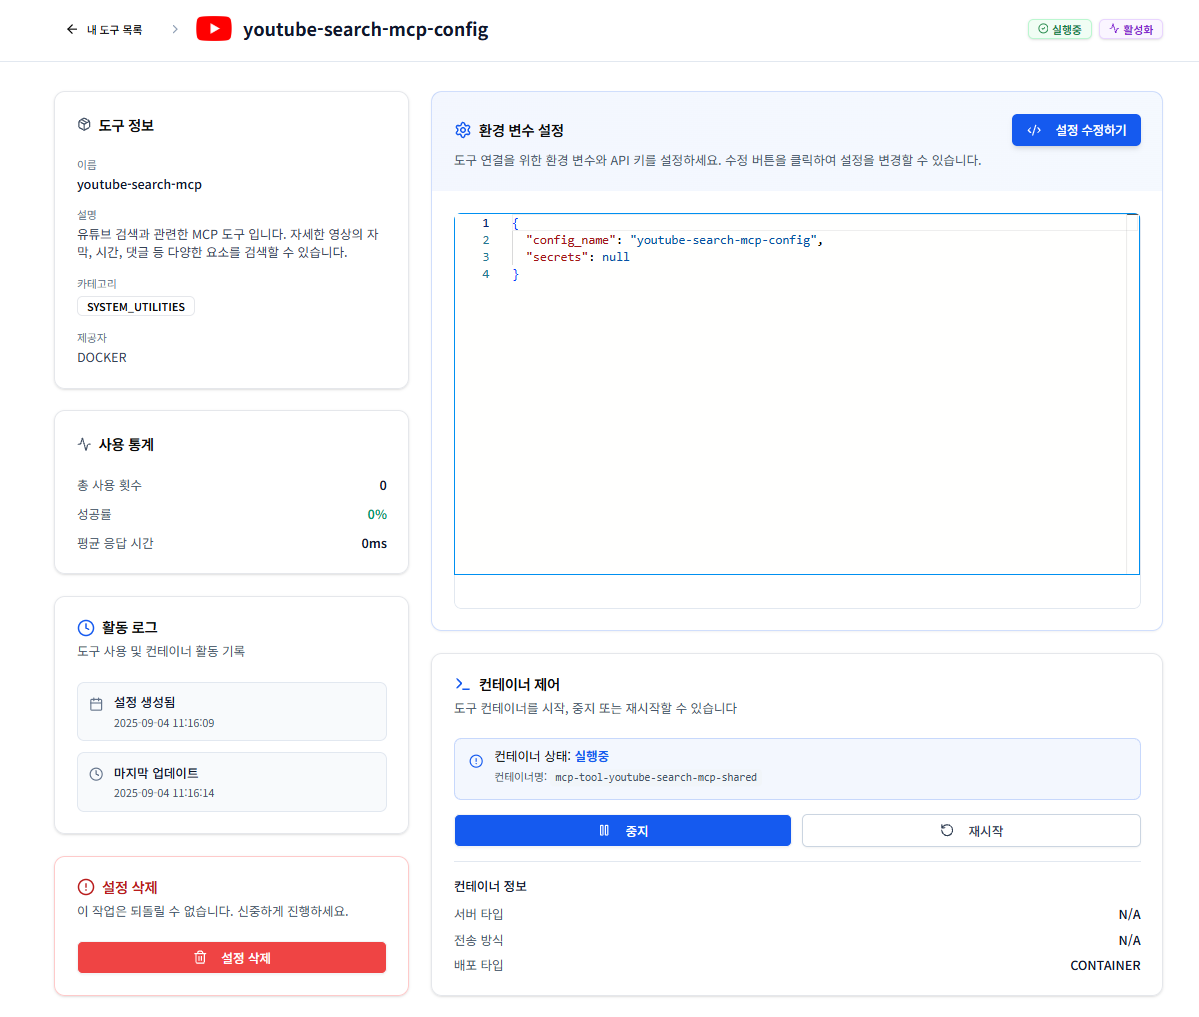 내 도구 목록
youtube-search-mcp-config
실행중
활성화
도구 정보
이름
youtube-search-mcp
설명
유튜브 검색과 관련한 MCP 도구 입니다. 자세한 영상의 자
막, 시간, 댓글 등 다양한 요소를 검색할 수 있습니다.
카테고리
SYSTEM_UTILITIES
제공자
DOCKER
사용 통계
총 사용 횟수 0
성공률 0%
평균 응답 시간 0ms
활동 로그
도구 사용 및 컨테이너 활동 기록
설정 생성됨
2025-09-04 11:16:09
마지막 업데이트
2025-09-04 11:16:14
설정 삭제
이 작업은 되돌릴 수 없습니다. 신중하게 진행하세요.
설정 삭제
환경 변수 설정
설정 수정하기
도구 연결을 위한 환경 변수와 API 키를 설정하세요. 수정 버튼을 클릭하여 설정을 변경할 수 있습니다.
1 {
2 "config_name": "youtube-search-mcp-config",
3 "secrets": null
4 }
컨테이너 제어
도구 컨테이너를 시작, 중지 또는 재시작할 수 있습니다
컨테이너 상태: 실행중
컨테이너명: mcp-tool-youtube-search-mcp-shared
중지
재시작
컨테이너 정보
서버 타입 N/A
전송 방식 N/A
배포 타입 CONTAINER